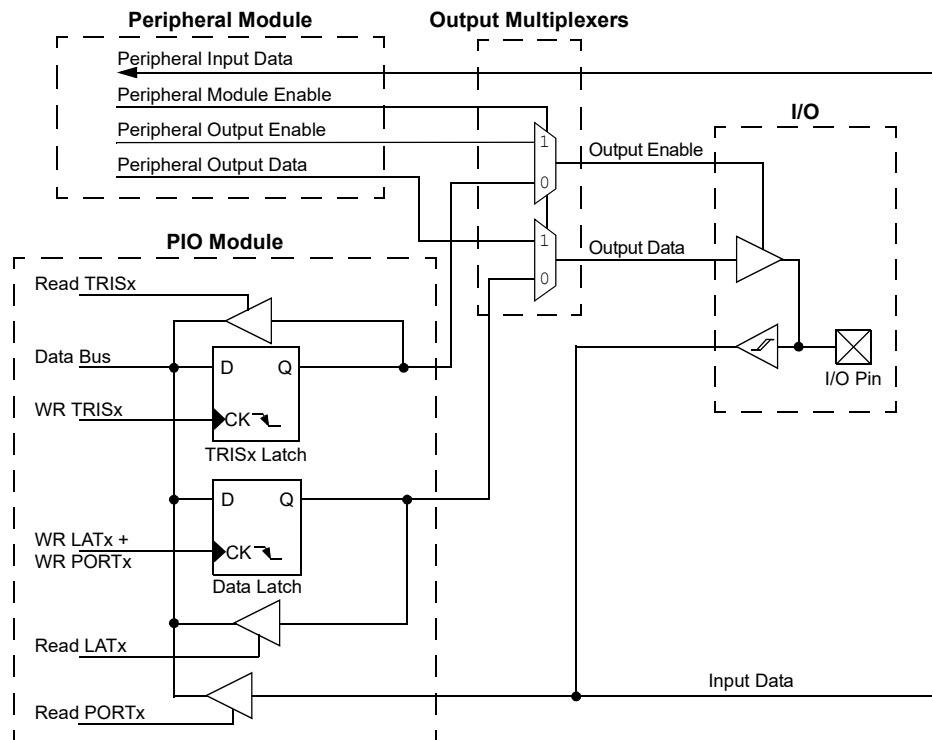 Peripheral Module
Output Multiplexers
Peripheral Input Data
Peripheral Module Enable
I/O
Peripheral Output Enable
1
Output Enable
Peripheral Output Data
0
PIO Module
1
Output Data
0
Read TRISx
Data Bus
D Q
I/O Pin
WR TRISx
CK
TRISx Latch
D Q
WR LATx +
WR PORTx
CK
Data Latch
Read LATx
Input Data
Read PORTx